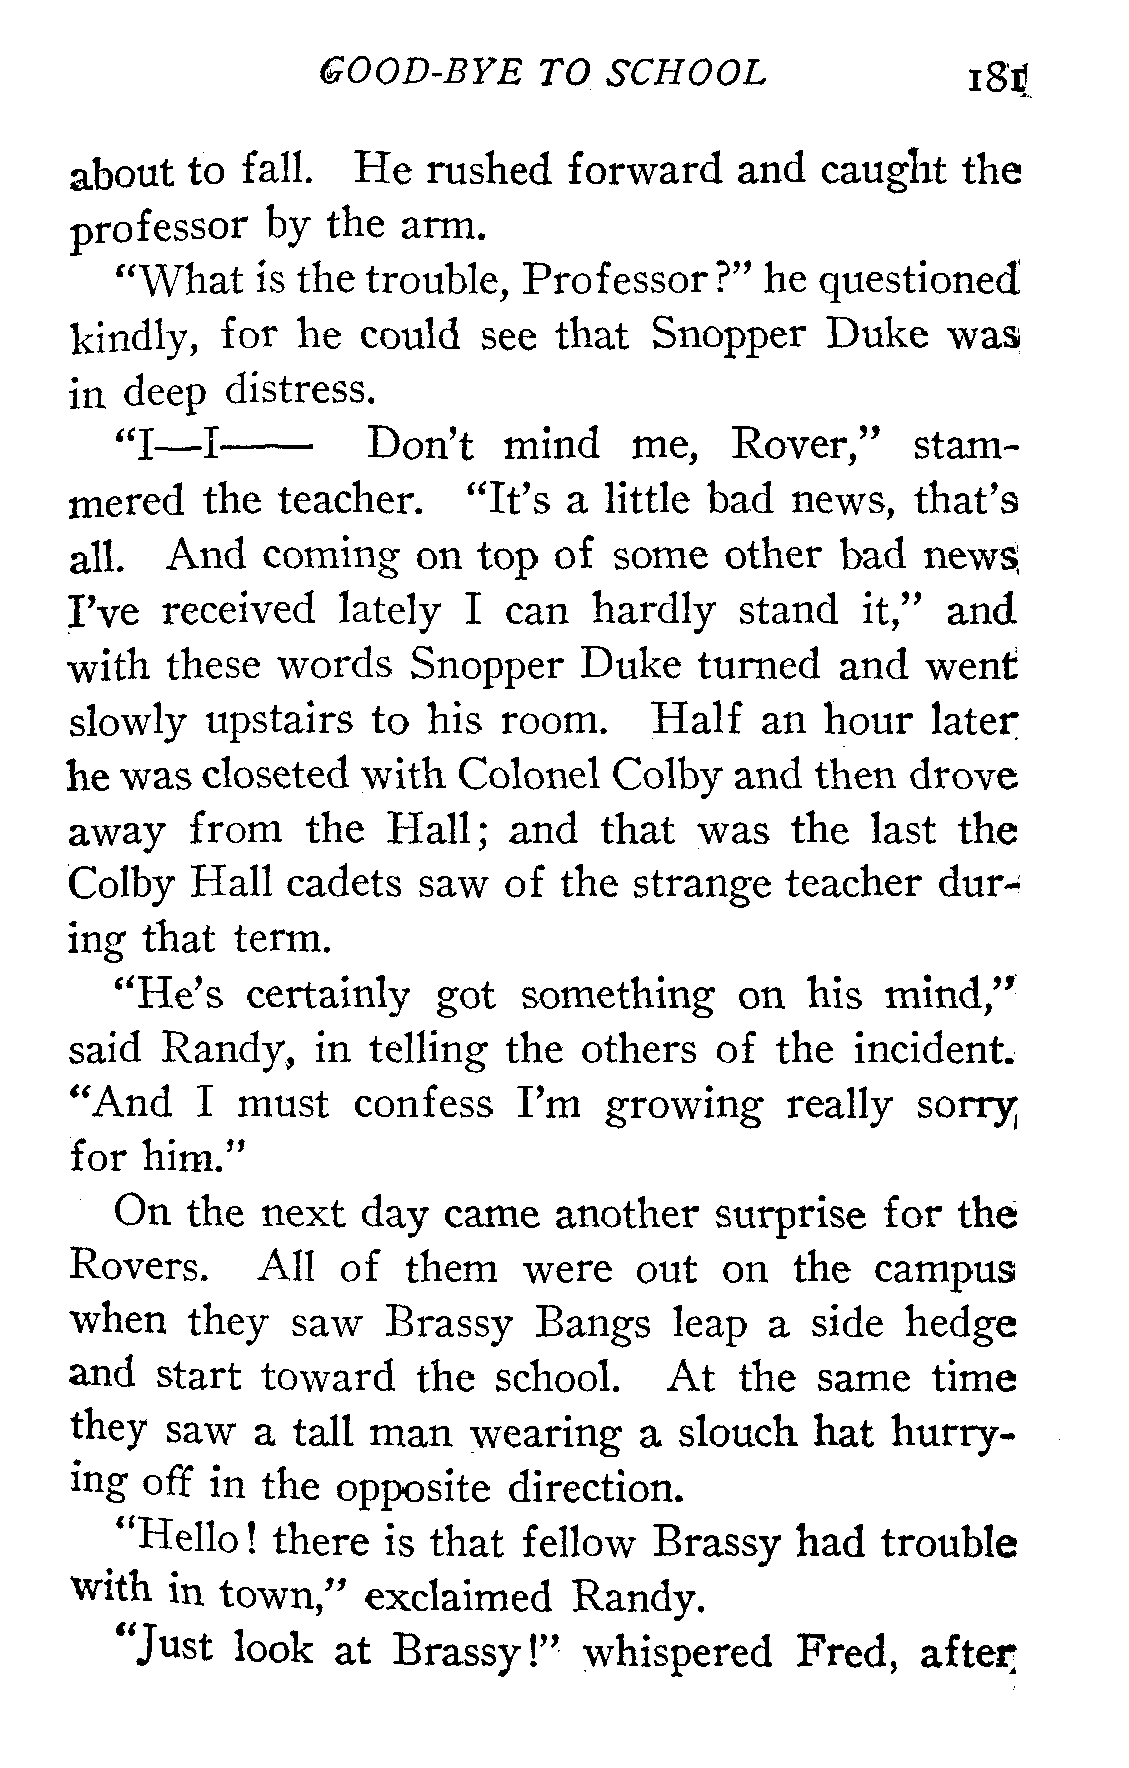 GOOD-BYE TO SCHOOL 181
about to fall. He rushed forward and caught the
professor by the arm.
“What is the trouble, Professor?” he questioned
kindly, for he could see that Snopper Duke was
in deep distress.
“I—I—— Don’t mind me, Rover,” stam-
mered the teacher. “It’s a little bad news, that’s
all. And coming on top of some other bad news
I’ve received lately I can hardly stand it,” and
with these words Snopper Duke turned and went
slowly upstairs to his room. Half an hour later
he was closeted with Colonel Colby and then drove
away from the Hall; and that was the last the
Colby Hall cadets saw of the strange teacher dur-
ing that term.
“He’s certainly got something on his mind,”
said Randy, in telling the others of the incident.
“And I must confess I’m growing really sorry
for him.”
On the next day came another surprise for the
Rovers. All of them were out on the campus
when they saw Brassy Bangs leap a side hedge
and start toward the school. At the same time
they saw a tall man wearing a slouch hat hurry-
ing off in the opposite direction.
“Hello! there is that fellow Brassy had trouble
with in town,” exclaimed Randy.
“Just look at Brassy!” whispered Fred, after